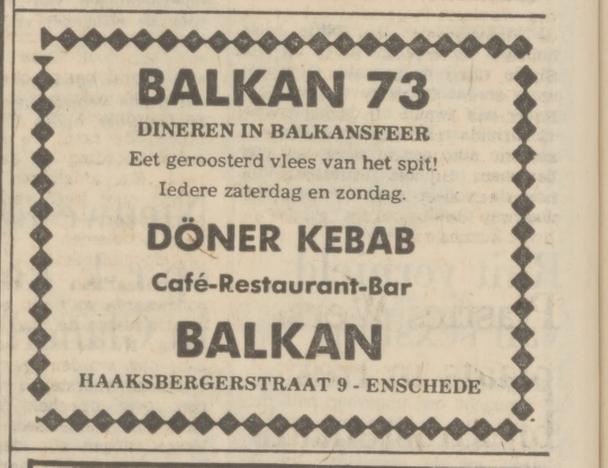 BALKAN 73
DINEREN IN BALKANSFEER
Eet geroosterd vlees van het spit!
Iedere zaterdag en zondag.
DÖNER KEBAB
Café-Restaurant-Bar
BALKAN
HAAKSBERGERSTRAAT 9 - ENSCHEDE